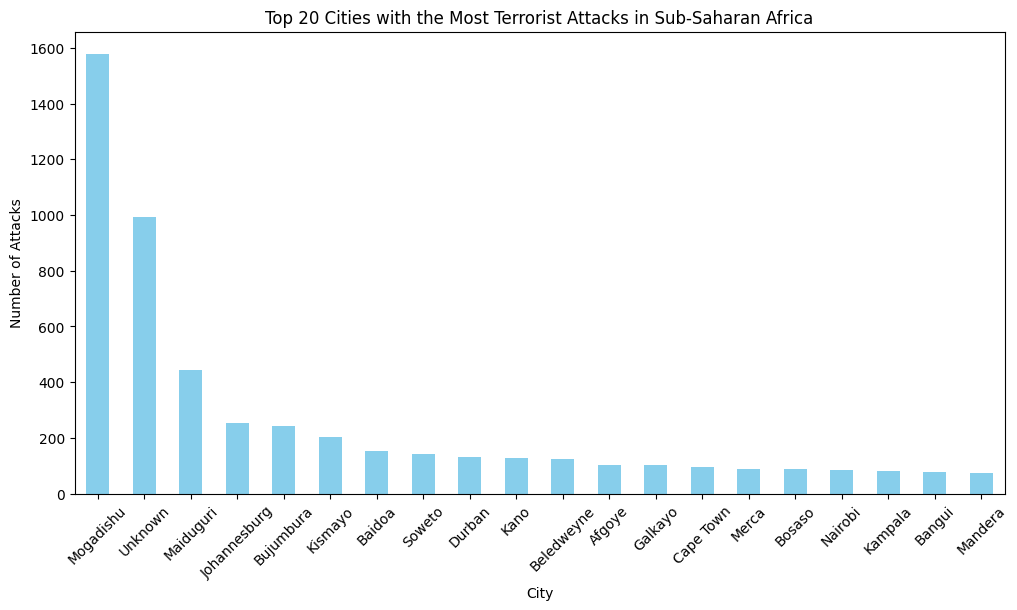 Top 20 Cities with the Most Terrorist Attacks in Sub-Saharan Africa
Number of Attacks
1600
1400
1200
1000
800
600
400
200
0
Mogadishu
Unknown
Maiduguri
Johannesburg
Bujumbura
Kismayo
Baidoa
Soweto
Durban
Kano
Beledweyne
Afgoye
Galkayo
Cape Town
Merca
Bosaso
Nairobi
Kampala
Bangui
Mandera
City